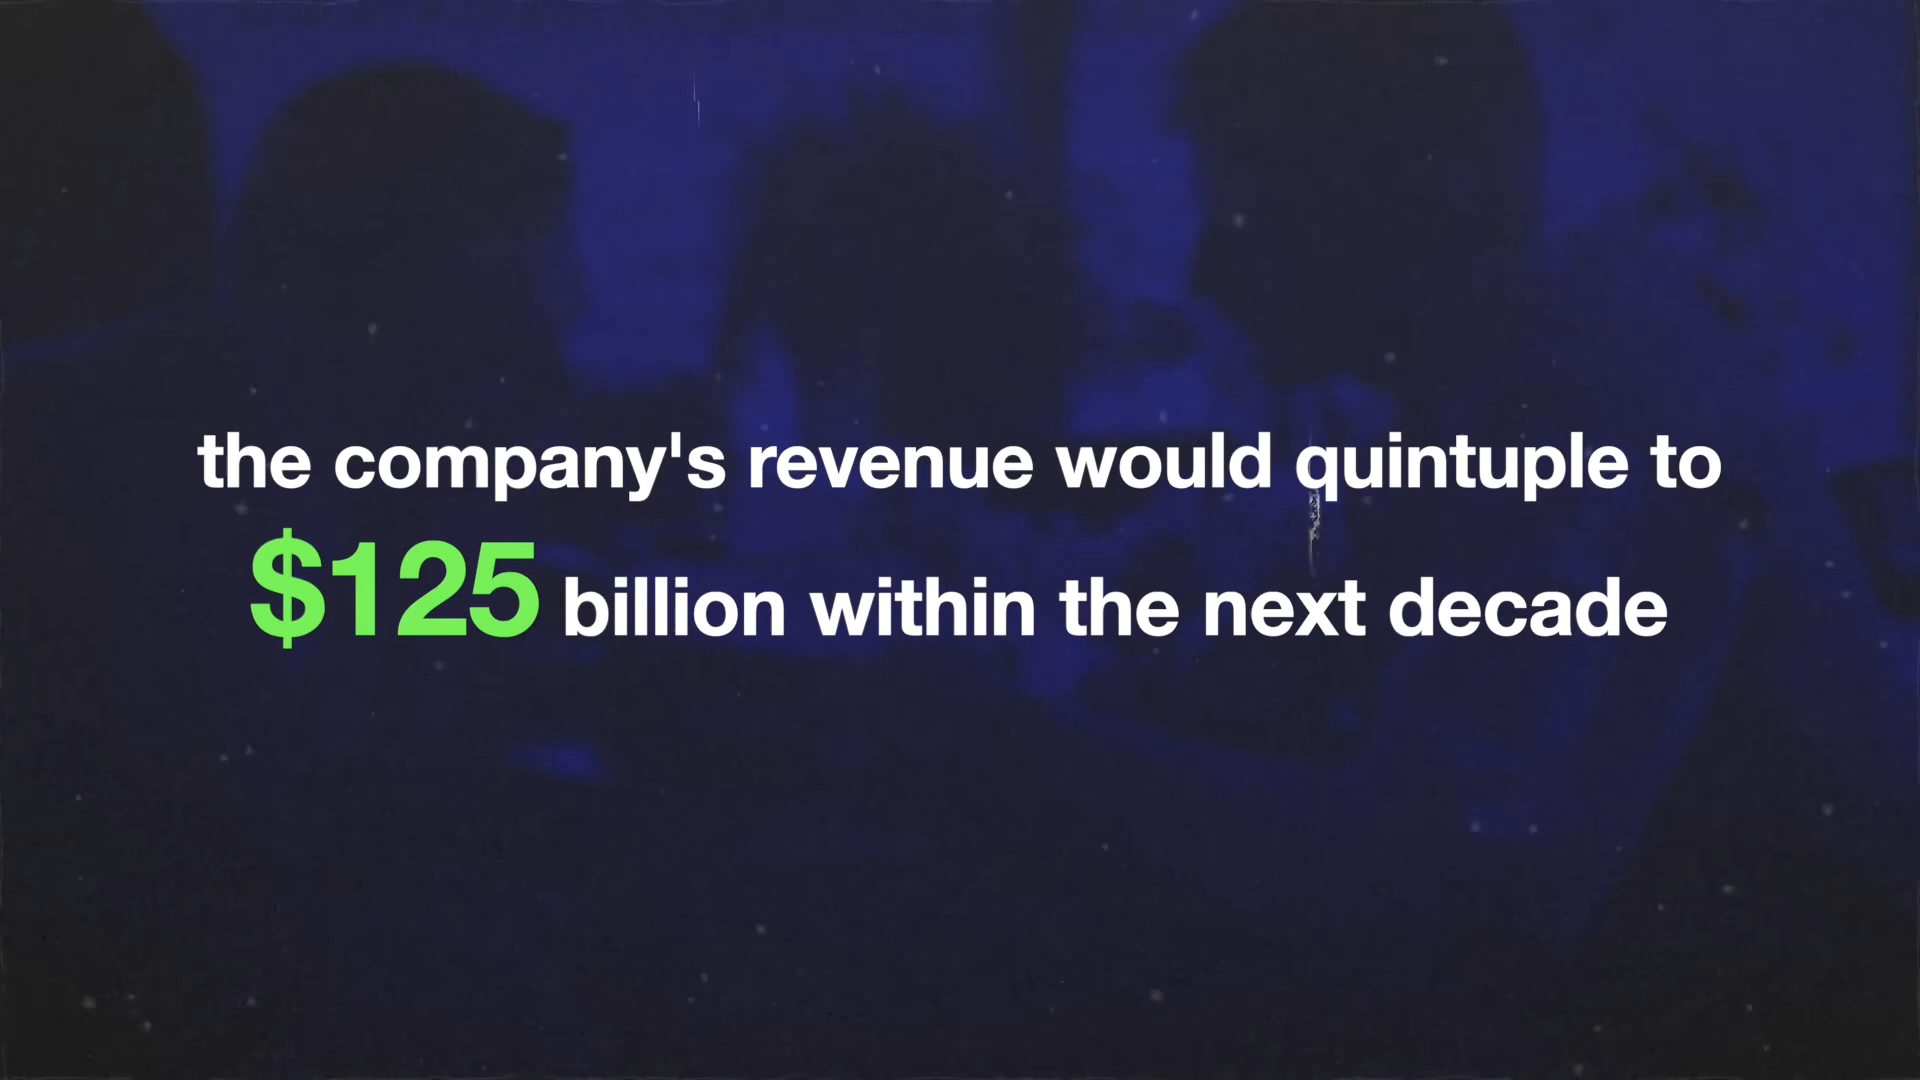 the company's revenue would quintuple to
$125 billion within the next decade